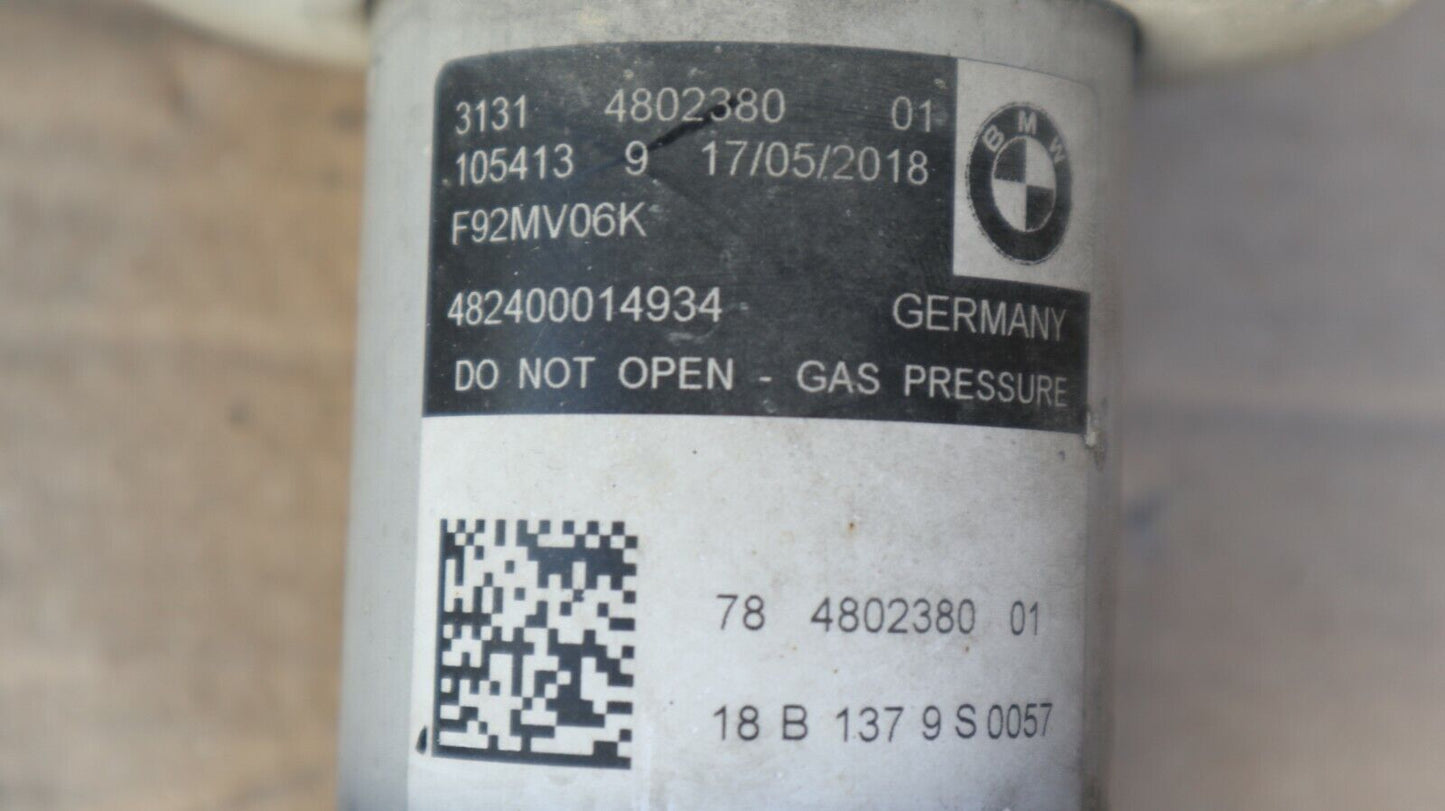 3131 4802380 01
105413 9 17/05/2018
BMW
F92MV06K
482400014934 GERMANY
DO NOT OPEN - GAS PRESSURE
78 4802380 01
18 B 137 9 S 0057